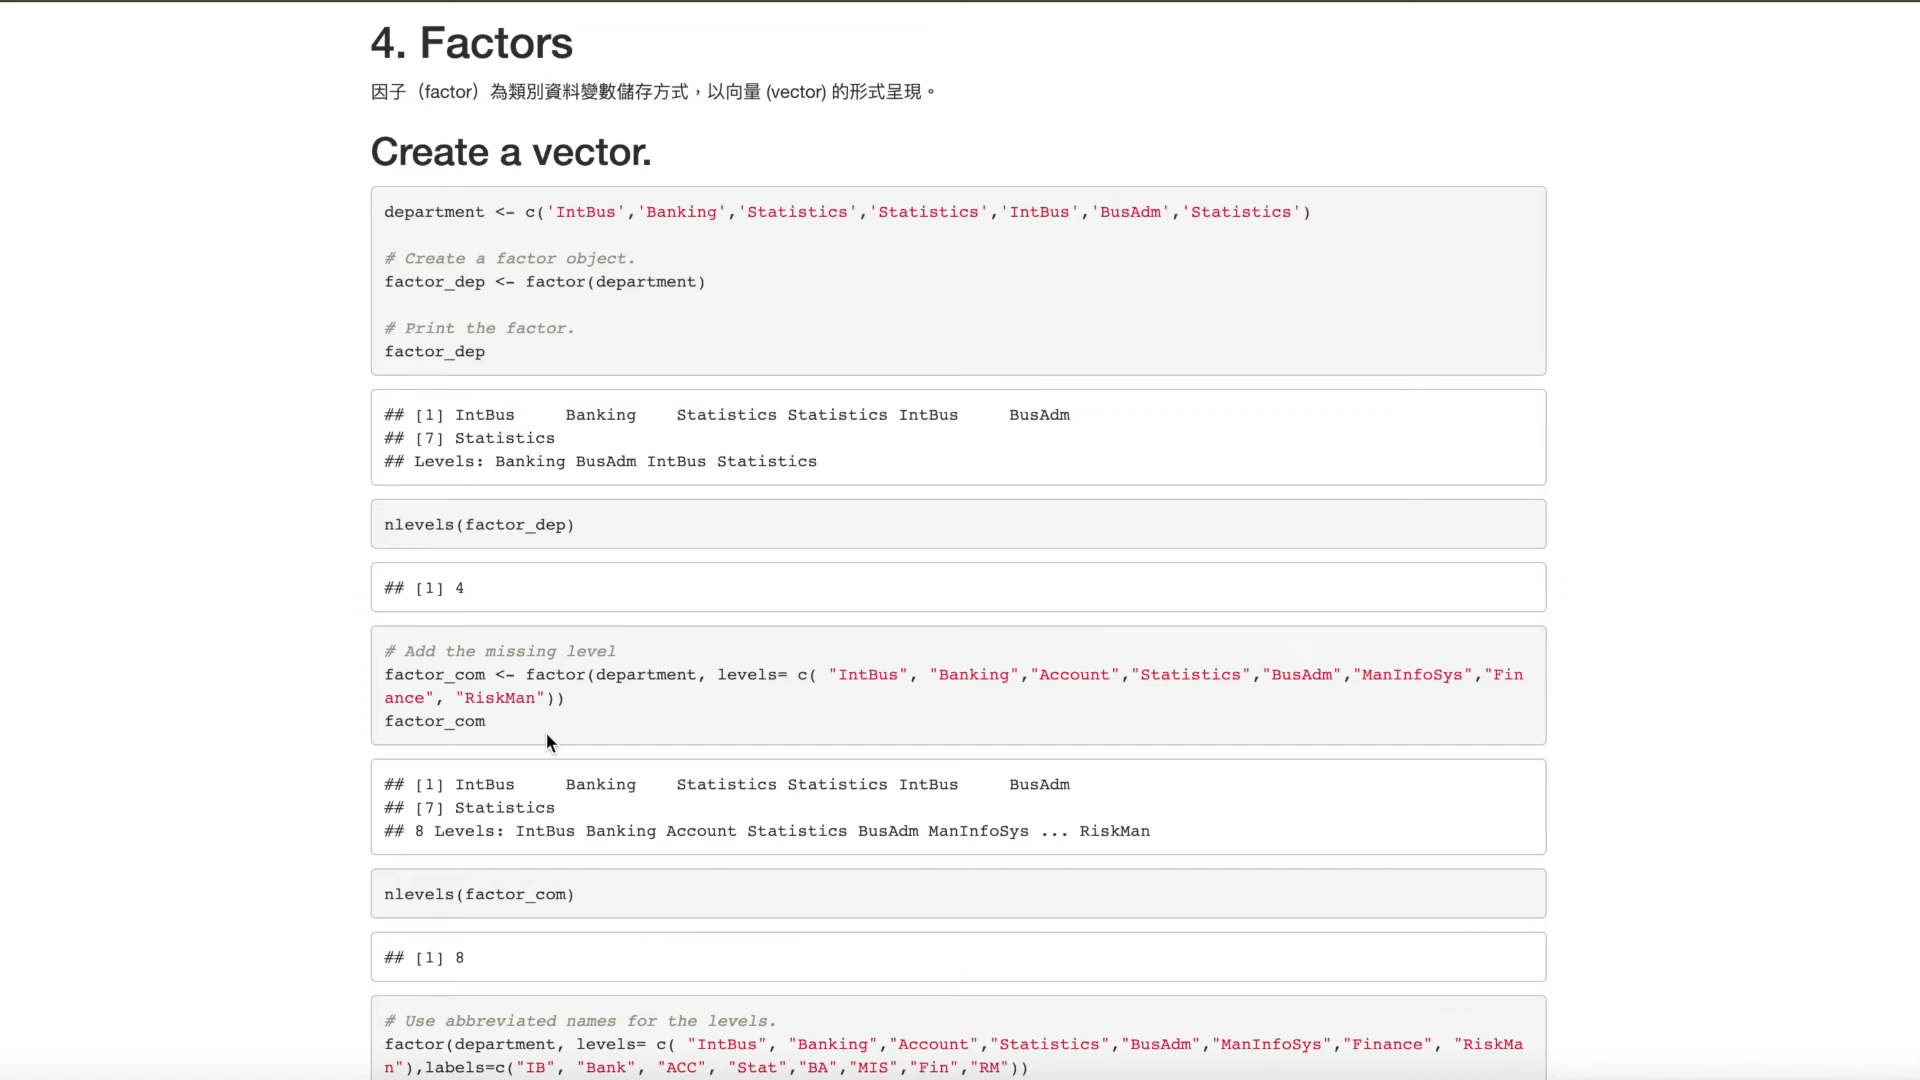 4. Factors
因子（factor）為類別資料變數儲存方式，以向量 (vector) 的形式呈現。
Create a vector.
department <- c('IntBus','Banking','Statistics','Statistics','IntBus','BusAdm','Statistics')
# Create a factor object.
factor_dep <- factor(department)
# Print the factor.
factor_dep
## [1] IntBus     Banking    Statistics Statistics IntBus     BusAdm
## [7] Statistics
## Levels: Banking BusAdm IntBus Statistics
nlevels(factor_dep)
## [1] 4
# Add the missing level
factor_com <- factor(department, levels= c( "IntBus", "Banking","Account","Statistics","BusAdm","ManInfoSys","Fin
ance", "RiskMan"))
factor_com
## [1] IntBus     Banking    Statistics Statistics IntBus     BusAdm
## [7] Statistics
## 8 Levels: IntBus Banking Account Statistics BusAdm ManInfoSys ... RiskMan
nlevels(factor_com)
## [1] 8
# Use abbreviated names for the levels.
factor(department, levels= c( "IntBus", "Banking","Account","Statistics","BusAdm","ManInfoSys","Finance", "RiskMa
n"),labels=c("IB", "Bank", "ACC", "Stat","BA","MIS","Fin","RM"))